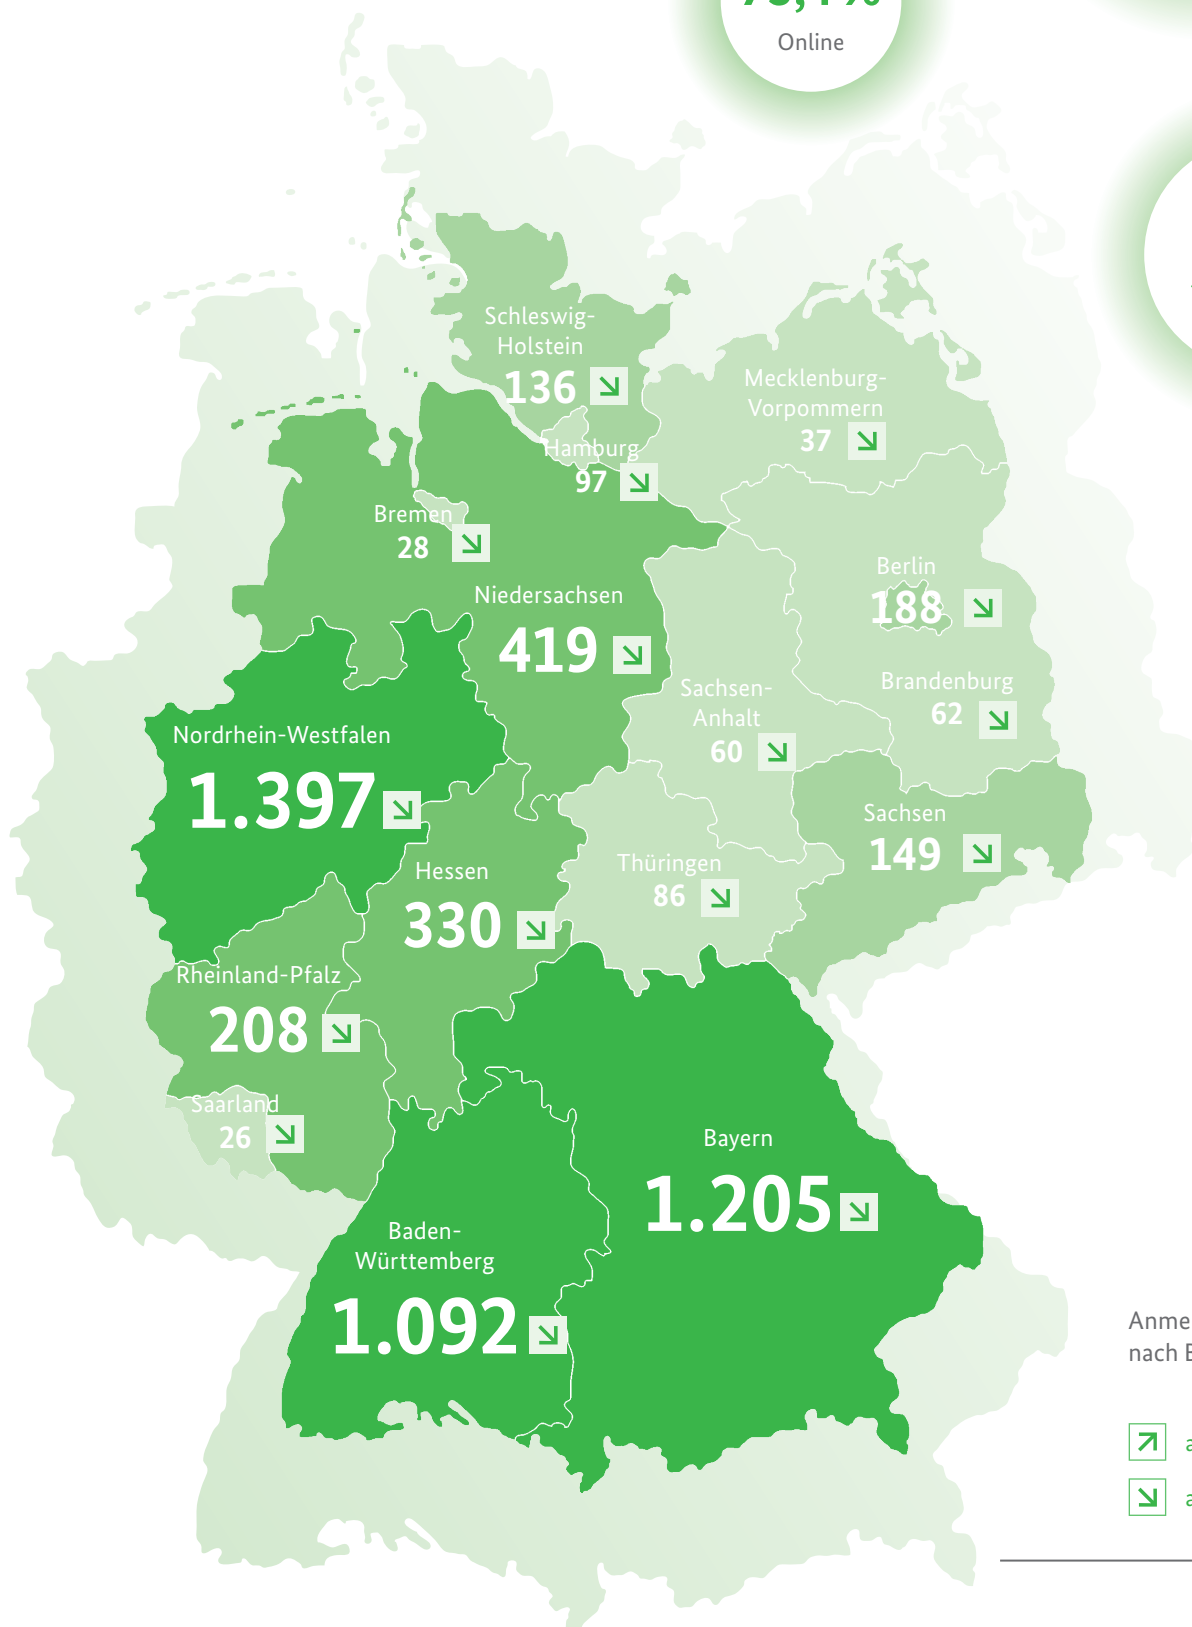 Online
Schleswig-
Holstein
136
Mecklenburg-
Vorpommern
37
Hamburg
97
Bremen
28
Niedersachsen
419
Berlin
188
Brandenburg
62
Sachsen-
Anhalt
60
Nordrhein-Westfalen
1.397
Sachsen
149
Hessen
330
Thüringen
86
Rheinland-Pfalz
208
Saarland
26
Bayern
1.205
Baden-
Württemberg
1.092
nach